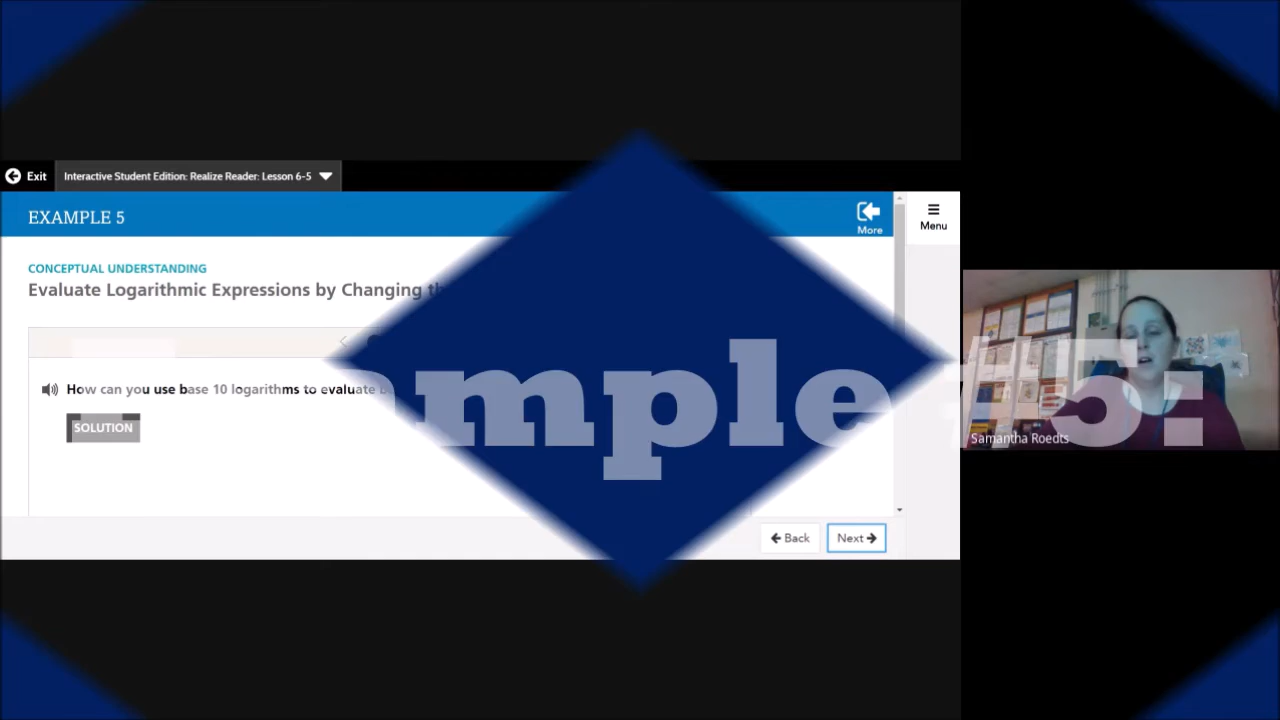 Exit
Interactive Student Edition: Realize Reader: Lesson 6-5
EXAMPLE 5
More
Menu
CONCEPTUAL UNDERSTANDING
Evaluate Logarithmic Expressions by Changing
How can you use base 10 logarithms to evaluate
mple #5:
SOLUTION
Samantha Roedts
Back
Next